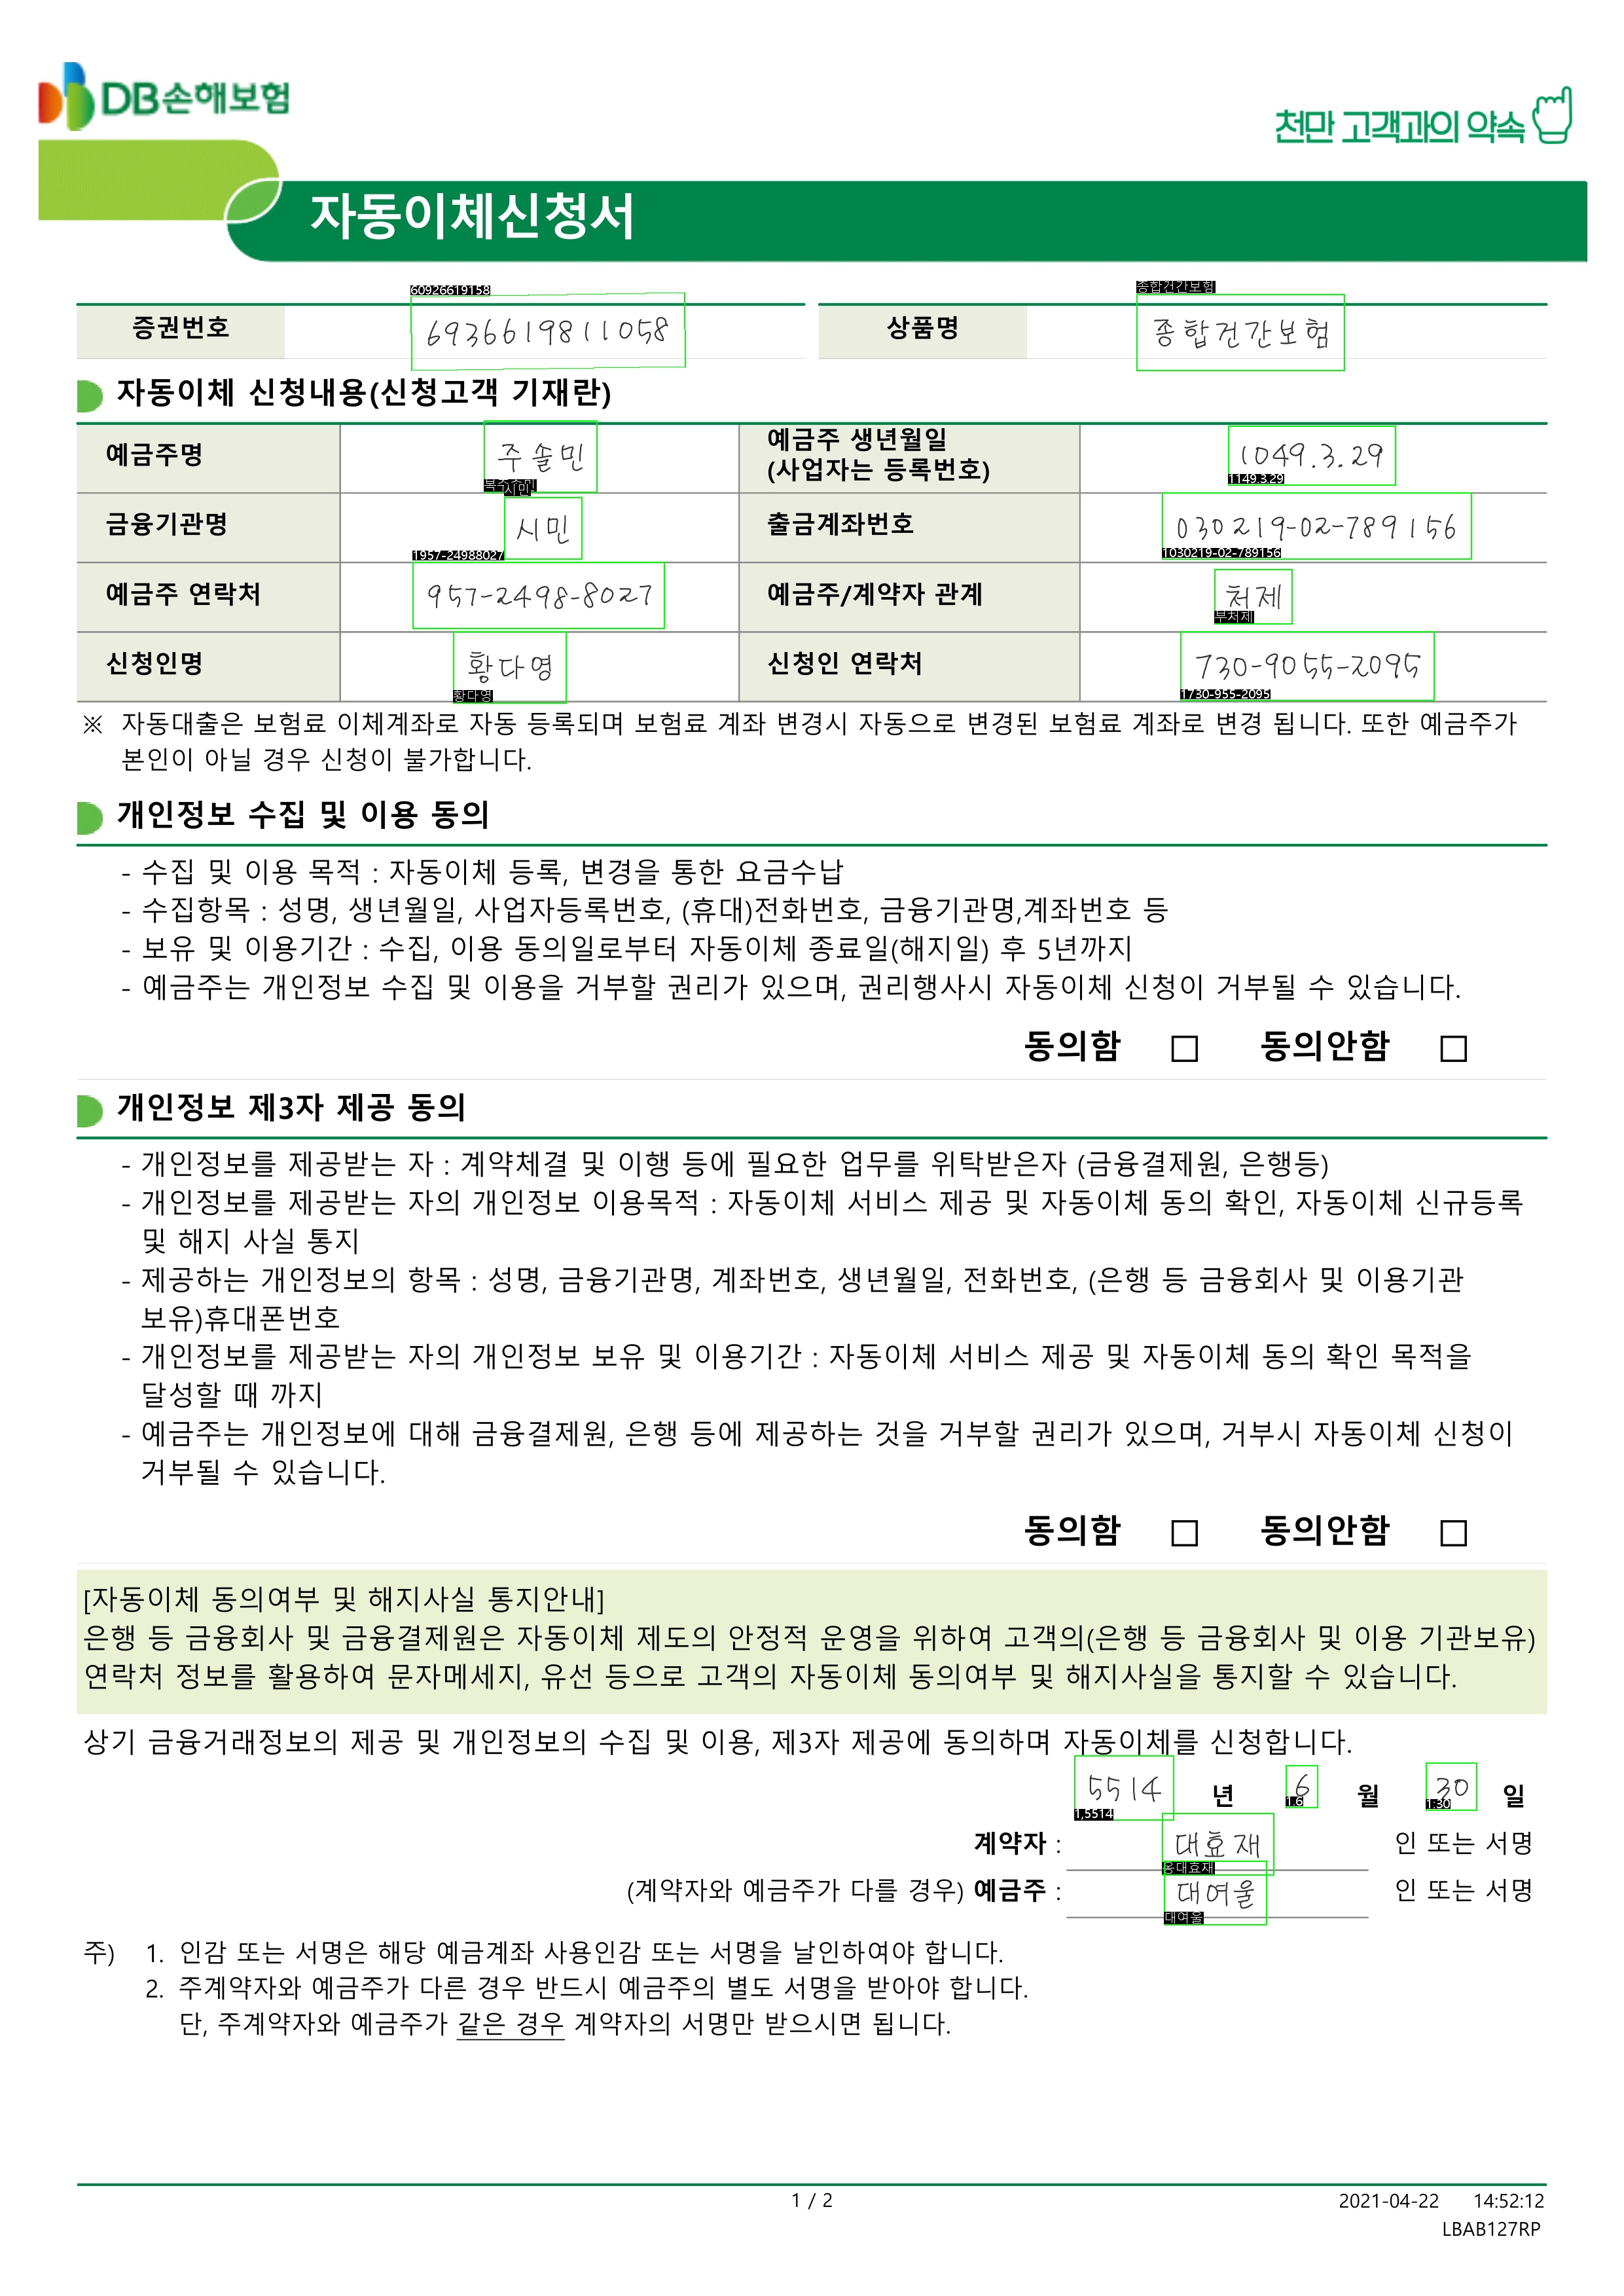 DB손해보험
천만 고객과의 약속
자동이체신청서
60926619158 종합건간보험
증권번호 6936619811058 상품명 종합건간보험
자동이체 신청내용(신청고객 기재란)
예금주명 주솔민 예금주 생년월일 (사업자는 등록번호) 1049.3.29
1149.3.29
시민
금융기관명 시민 출금계좌번호 030219-02-789156
1957-24988027 1030219-02-789156
예금주 연락처 957-2498-8027 예금주/계약자 관계 처제
부처제
신청인명 황다영 신청인 연락처 730-9055-2095
황다영 1730-955-2095
※ 자동대출은 보험료 이체계좌로 자동 등록되며 보험료 계좌 변경시 자동으로 변경된 보험료 계좌로 변경 됩니다. 또한 예금주가
본인이 아닐 경우 신청이 불가합니다.
개인정보 수집 및 이용 동의
- 수집 및 이용 목적 : 자동이체 등록, 변경을 통한 요금수납
- 수집항목 : 성명, 생년월일, 사업자등록번호, (휴대)전화번호, 금융기관명,계좌번호 등
- 보유 및 이용기간 : 수집, 이용 동의일로부터 자동이체 종료일(해지일) 후 5년까지
- 예금주는 개인정보 수집 및 이용을 거부할 권리가 있으며, 권리행사시 자동이체 신청이 거부될 수 있습니다.
동의함 □ 동의안함 □
개인정보 제3자 제공 동의
- 개인정보를 제공받는 자 : 계약체결 및 이행 등에 필요한 업무를 위탁받은자 (금융결제원, 은행등)
- 개인정보를 제공받는 자의 개인정보 이용목적 : 자동이체 서비스 제공 및 자동이체 동의 확인, 자동이체 신규등록
및 해지 사실 통지
- 제공하는 개인정보의 항목 : 성명, 금융기관명, 계좌번호, 생년월일, 전화번호, (은행 등 금융회사 및 이용기관
보유)휴대폰번호
- 개인정보를 제공받는 자의 개인정보 보유 및 이용기간 : 자동이체 서비스 제공 및 자동이체 동의 확인 목적을
달성할 때 까지
- 예금주는 개인정보에 대해 금융결제원, 은행 등에 제공하는 것을 거부할 권리가 있으며, 거부시 자동이체 신청이
거부될 수 있습니다.
동의함 □ 동의안함 □
[자동이체 동의여부 및 해지사실 통지안내]
은행 등 금융회사 및 금융결제원은 자동이체 제도의 안정적 운영을 위하여 고객의(은행 등 금융회사 및 이용 기관보유)
연락처 정보를 활용하여 문자메세지, 유선 등으로 고객의 자동이체 동의여부 및 해지사실을 통지할 수 있습니다.
상기 금융거래정보의 제공 및 개인정보의 수집 및 이용, 제3자 제공에 동의하며 자동이체를 신청합니다.
5514 년 6 월 30 일
1,5514 1.6 1:30
계약자 : 대효재 인 또는 서명
옹대효재
(계약자와 예금주가 다를 경우) 예금주 : 대여울 인 또는 서명
대여울
주) 1. 인감 또는 서명은 해당 예금계좌 사용인감 또는 서명을 날인하여야 합니다.
2. 주계약자와 예금주가 다른 경우 반드시 예금주의 별도 서명을 받아야 합니다.
단, 주계약자와 예금주가 같은 경우 계약자의 서명만 받으시면 됩니다.
1 / 2
2021-04-22 14:52:12
LBAB127RP